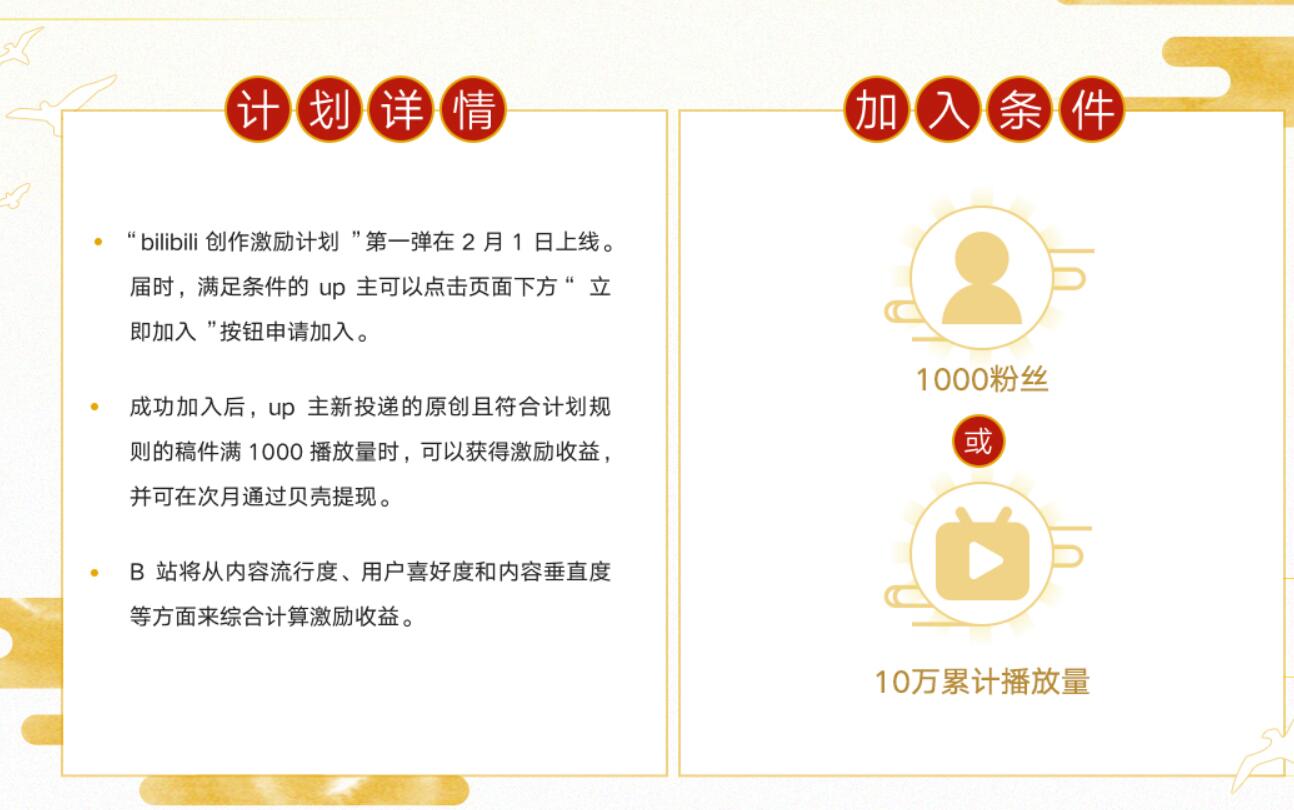 计划详情
“bilibili 创作激励计划 ”第一弹在 2 月 1 日上线。
届时，满足条件的 up 主可以点击页面下方“ 立
即加入 ”按钮申请加入。
成功加入后，up 主新投递的原创且符合计划规
则的稿件满 1000 播放量时，可以获得激励收益，
并可在次月通过贝壳提现。
B 站将从内容流行度、用户喜好度和内容垂直度
等方面来综合计算激励收益。
加入条件
1000粉丝
或
10万累计播放量